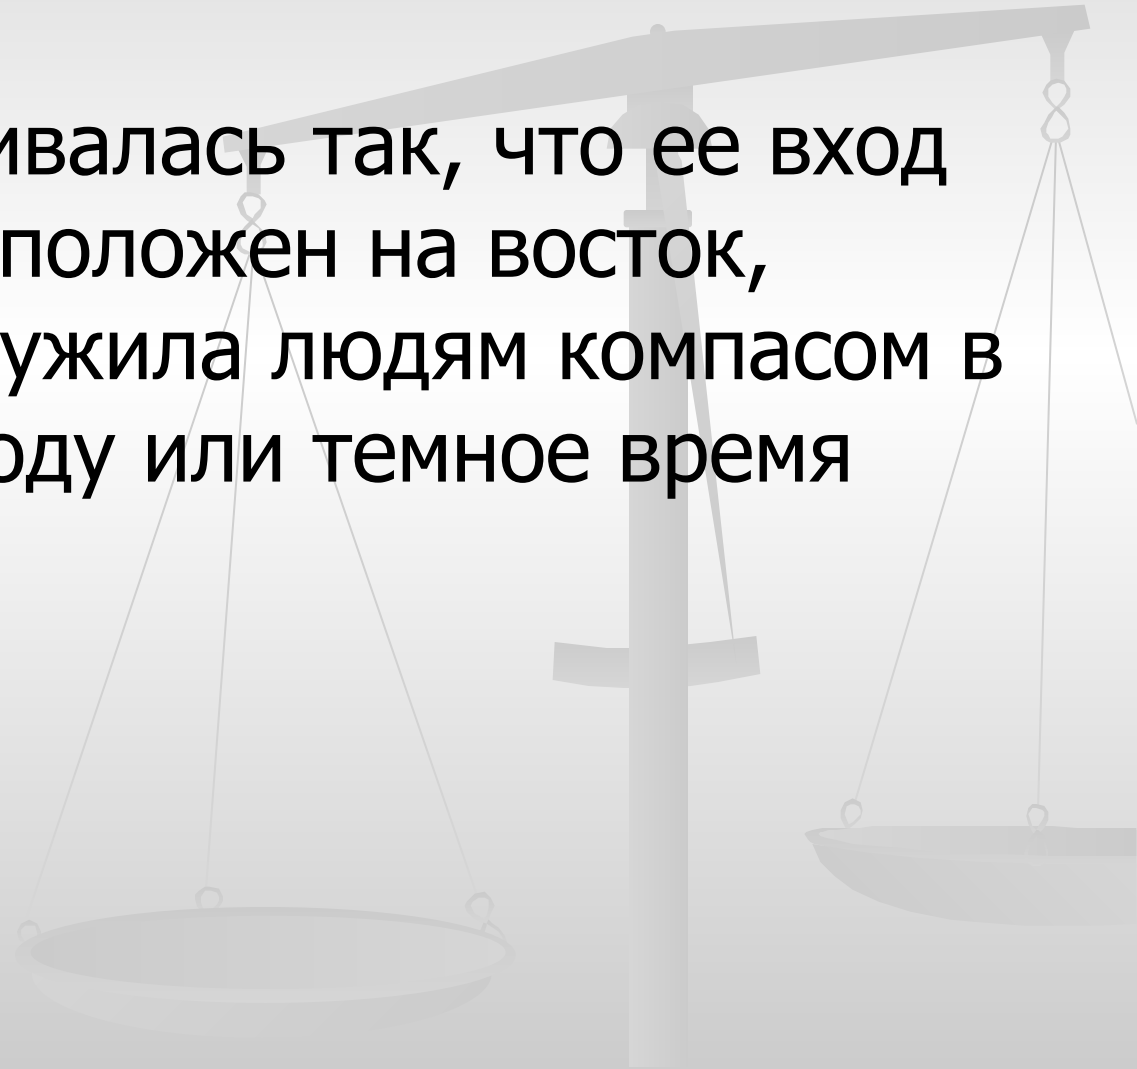 ивалась так, что ее вход
положен на восток,
ужила людям компасом в
оду или темное время